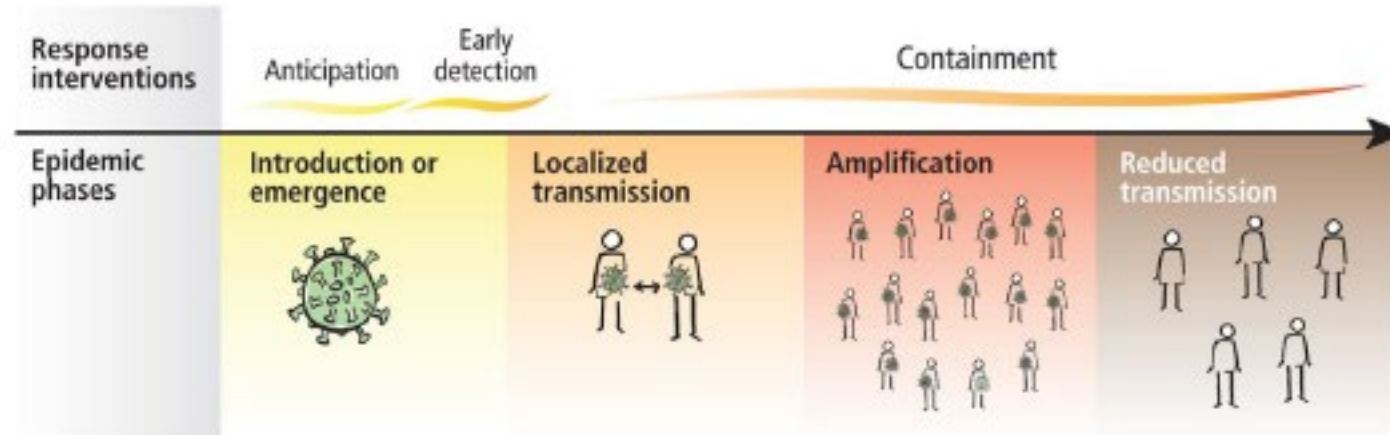 Response
interventions
Anticipation
Early
detection
Containment
Epidemic
phases
Introduction or
emergence
Localized
transmission
Amplification
Reduced
transmission